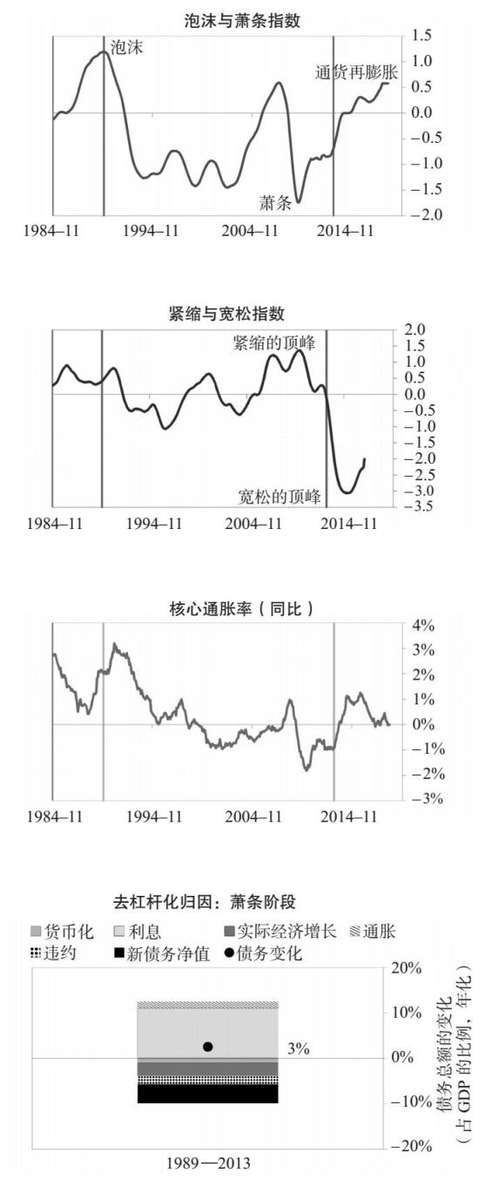 泡沫与萧条指数
泡沫
通货再膨胀
萧条
1.5
1.0
0.5
0.0
−0.5
−1.0
−1.5
−2.0
1984–11 1994–11 2004–11 2014–11
紧缩与宽松指数
紧缩的顶峰
宽松的顶峰
2.0
1.5
1.0
0.5
0.0
−0.5
−1.0
−1.5
−2.0
−2.5
−3.0
−3.5
1984–11 1994–11 2004–11 2014–11
核心通胀率（同比）
4%
3%
2%
1%
0%
−1%
−2%
−3%
1984–11 1994–11 2004–11 2014–11
去杠杆化归因：萧条阶段
货币化 利息 实际经济增长 通胀
违约 新债务净值 债务变化
20%
10%
3%
0%
−10%
−20%
债务总额的变化
（占 GDP 的比例，年化）
1989—2013